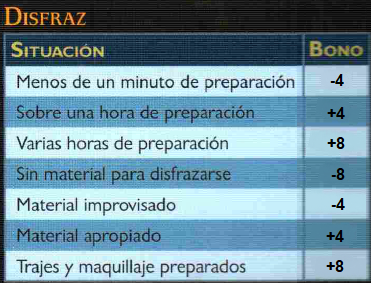 DISFRAZ
SITUACIÓN BONO
Menos de un minuto de preparación -4
Sobre una hora de preparación +4
Varias horas de preparación +8
Sin material para disfrazarse -8
Material improvisado -4
Material apropiado +4
Trajes y maquillaje preparados +8